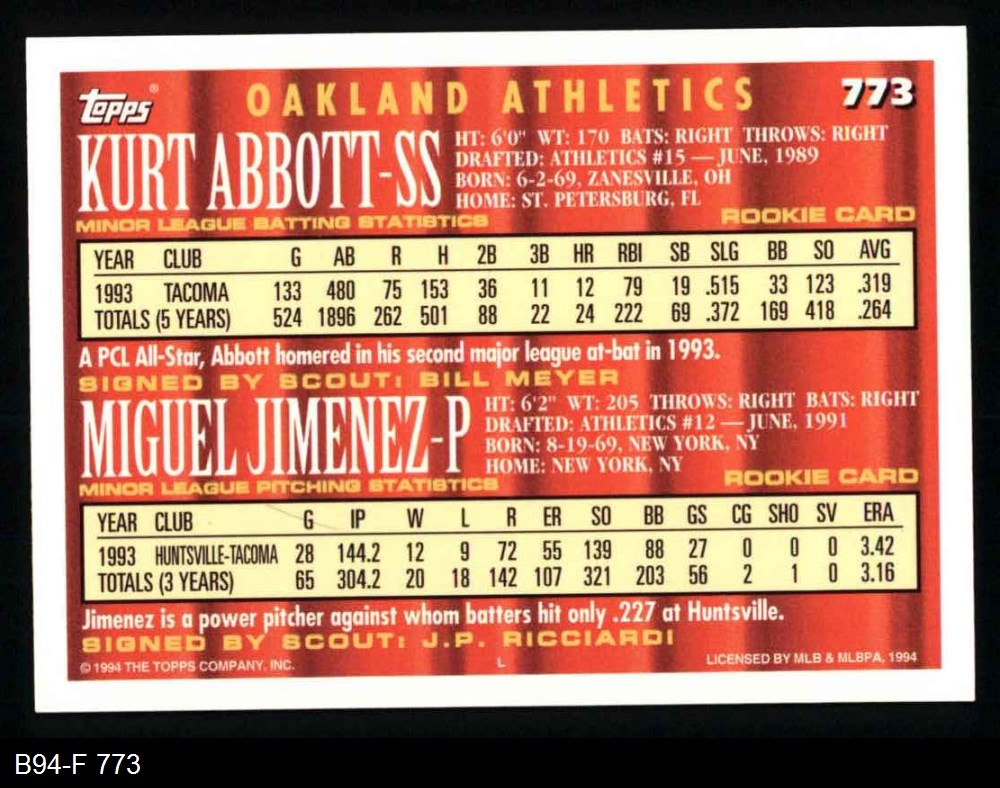 topps® OAKLAND ATHLETICS 773
KURT ABBOTT-SS
HT: 6'0" WT: 170 BATS: RIGHT THROWS: RIGHT
DRAFTED: ATHLETICS #15 — JUNE, 1989
BORN: 6-2-69, ZANESVILLE, OH
HOME: ST. PETERSBURG, FL
MINOR LEAGUE BATTING STATISTICS ROOKIE CARD
YEAR CLUB G AB R H 2B 3B HR RBI SB SLG BB SO AVG
1993 TACOMA 133 480 75 153 36 11 12 79 19 .515 33 123 .319
TOTALS (5 YEARS) 524 1896 262 501 88 22 24 222 69 .372 169 418 .264
A PCL All-Star, Abbott homered in his second major league at-bat in 1993.
SIGNED BY SCOUT: BILL MEYER
MIGUEL JIMENEZ-P
HT: 6'2" WT: 205 THROWS: RIGHT BATS: RIGHT
DRAFTED: ATHLETICS #12 — JUNE, 1991
BORN: 8-19-69, NEW YORK, NY
HOME: NEW YORK, NY
MINOR LEAGUE PITCHING STATISTICS ROOKIE CARD
YEAR CLUB G IP W L R ER SO BB GS CG SHO SV ERA
1993 HUNTSVILLE-TACOMA 28 144.2 12 9 72 55 139 88 27 0 0 0 3.42
TOTALS (3 YEARS) 65 304.2 20 18 142 107 321 203 56 2 1 0 3.16
Jimenez is a power pitcher against whom batters hit only .227 at Huntsville.
SIGNED BY SCOUT: J.P. RICCIARDI
© 1994 THE TOPPS COMPANY, INC. L LICENSED BY MLB & MLBPA, 1994
B94-F 773